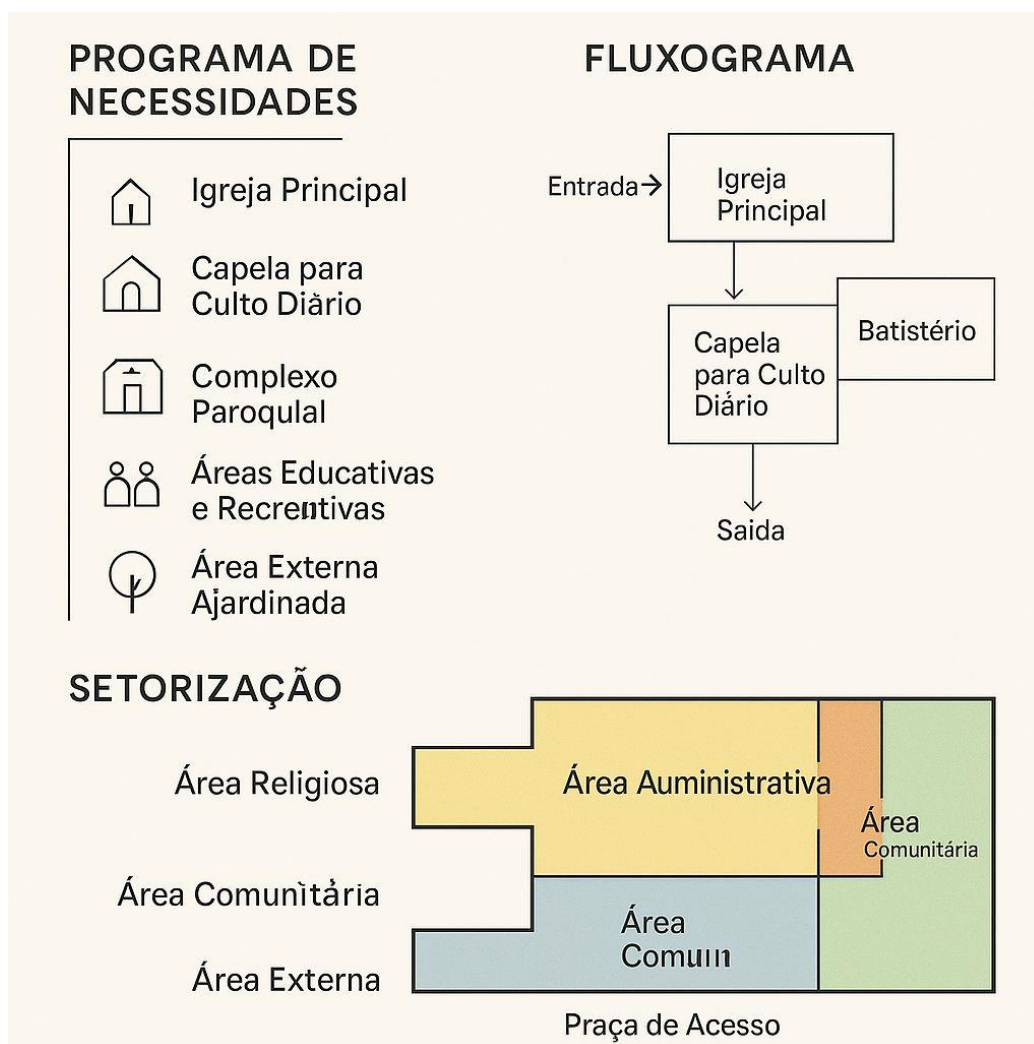 PROGRAMA DE
NECESSIDADES
Igreja Principal
Capela para
Culto Diário
Complexo
Paroqulal
Áreas Educativas
e Recreutivas
Área Externa
Ajardinada
FLUXOGRAMA
Entrada
Igreja
Principal
Capela
para Culto
Diário
Batistério
Saida
SETORIZAÇÃO
Área Religiosa
Área Comunitária
Área Externa
Área Auministrativa
Área
Comunitária
Área
Praça de Acesso